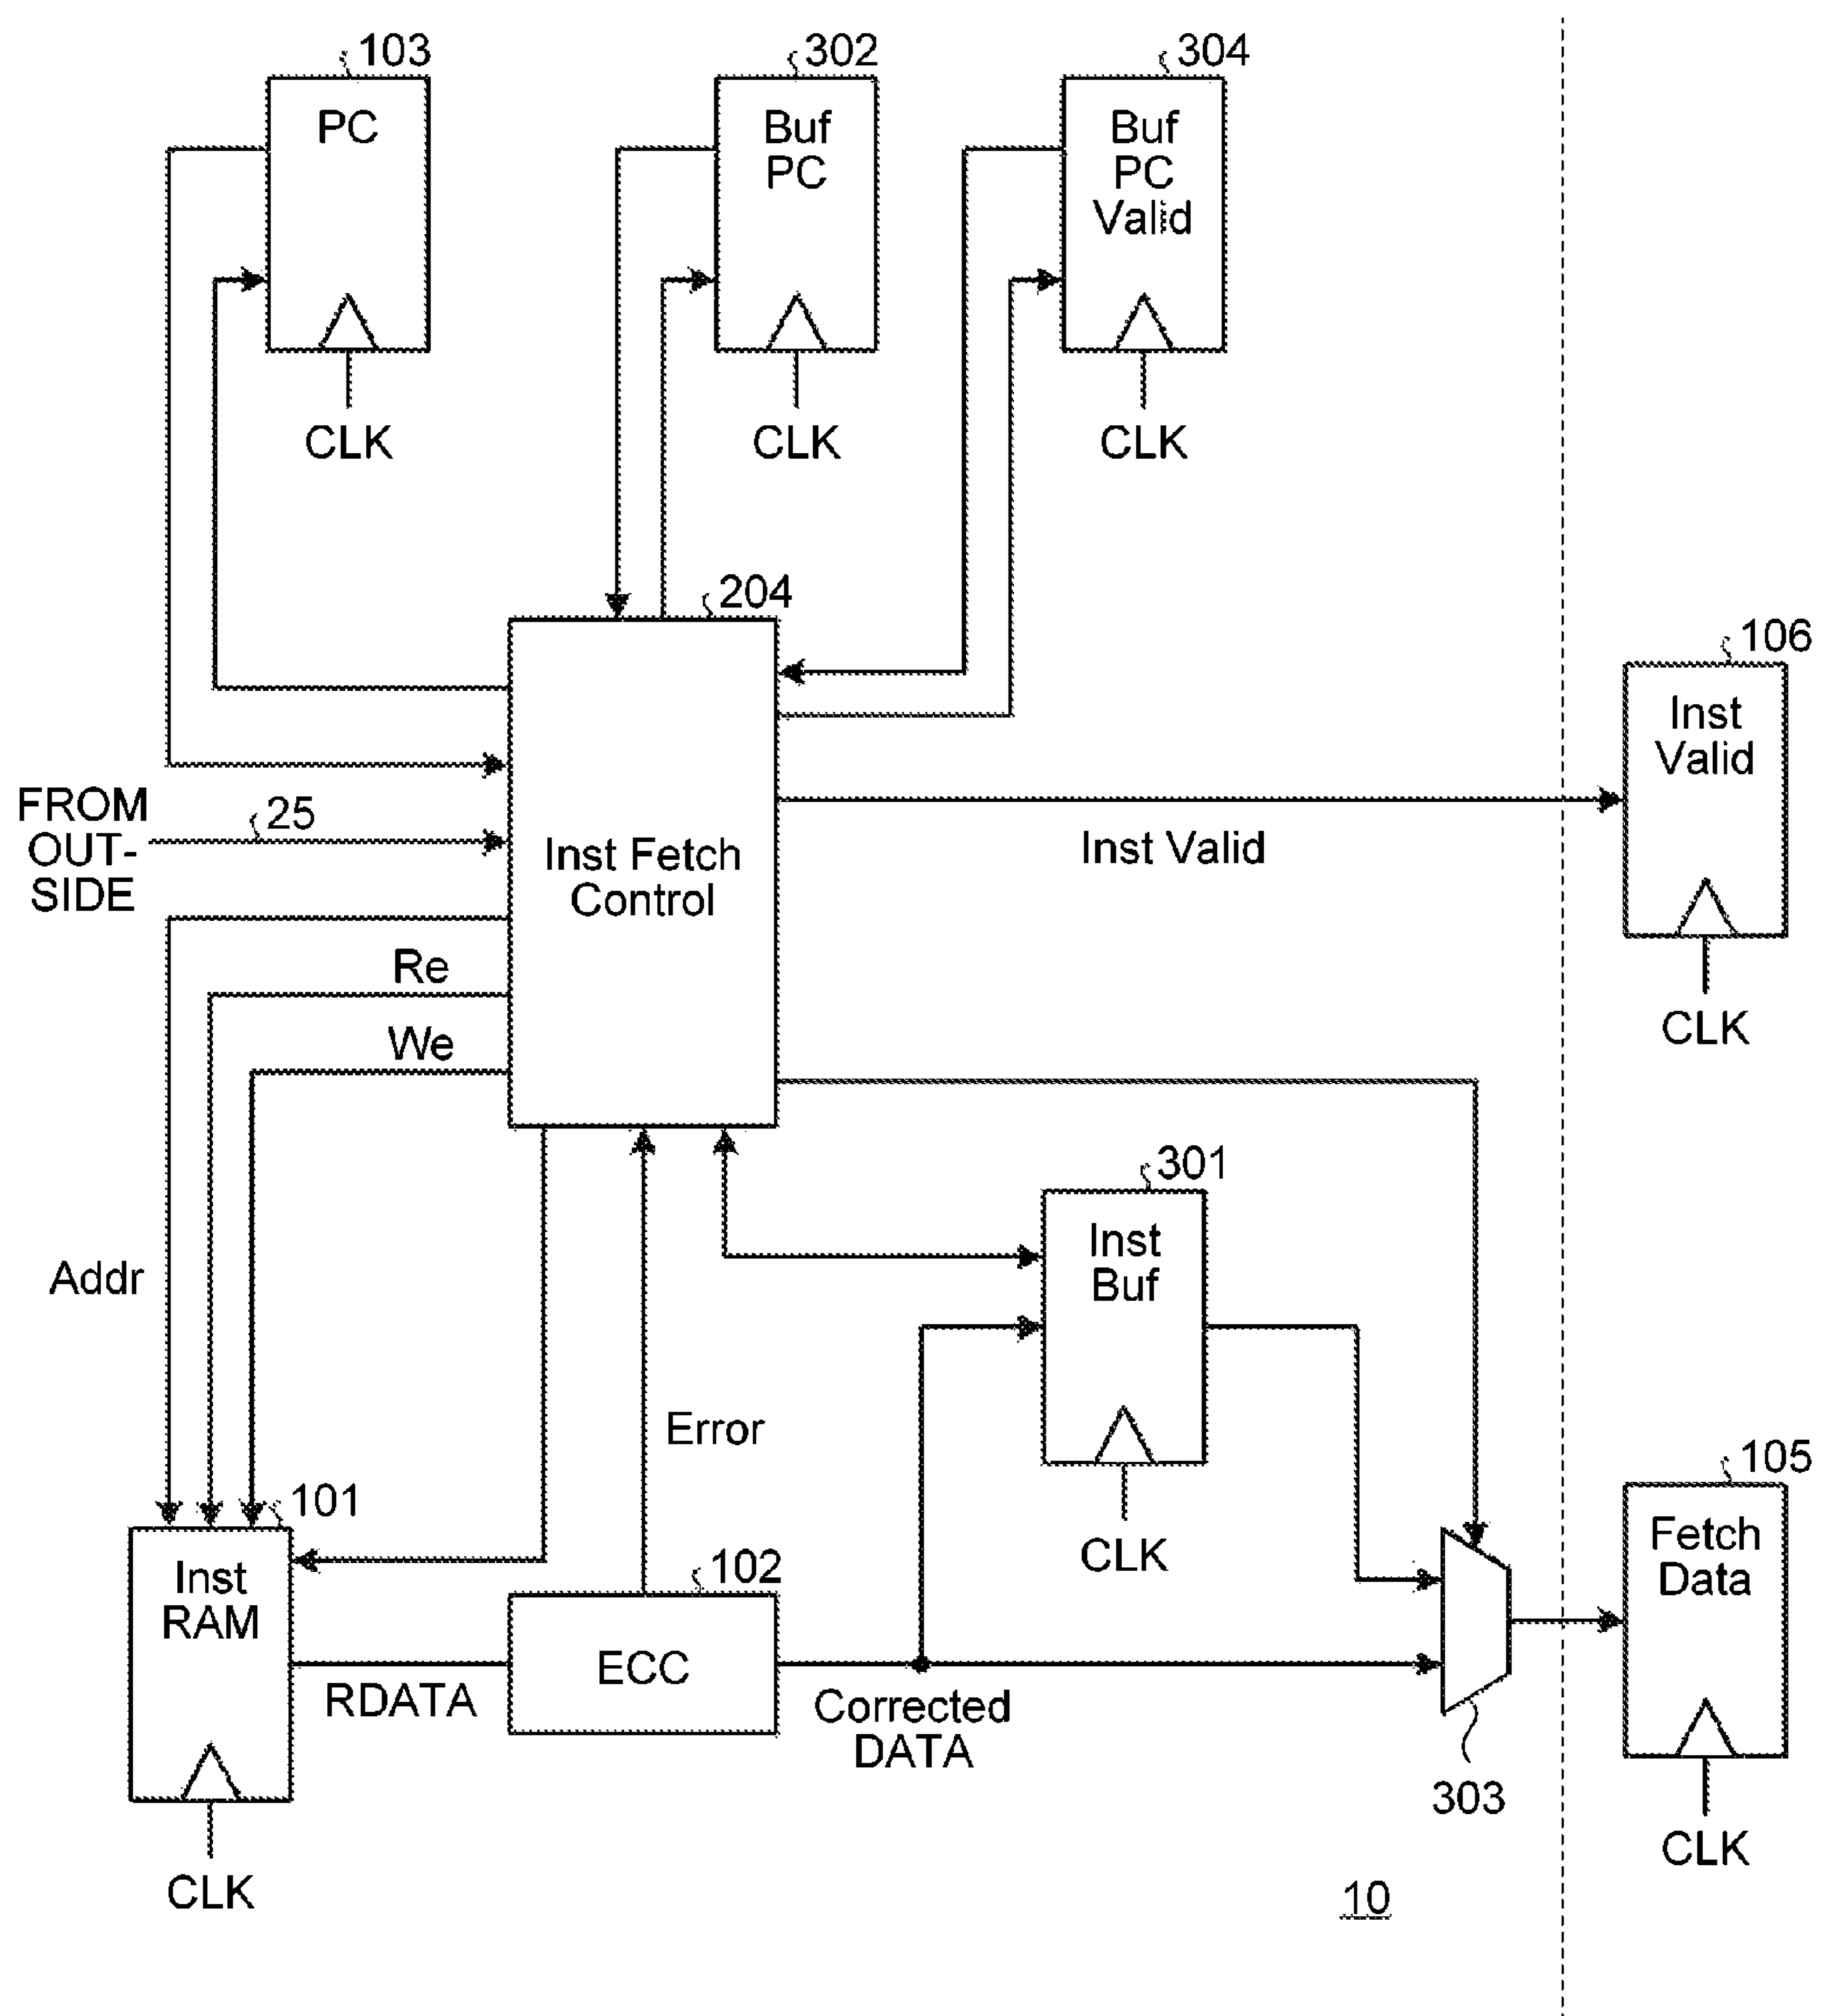 103
302
304
PC
Buf
PC
Buf
PC
Valid
CLK
CLK
CLK
204
106
Inst
Valid
FROM
OUT-
SIDE
25
Inst Fetch
Control
Inst Valid
Re
We
CLK
301
Inst
Buf
Addr
Error
CLK
101
102
105
Inst
RAM
Fetch
Data
ECC
RDATA
Corrected
DATA
303
CLK
CLK
10